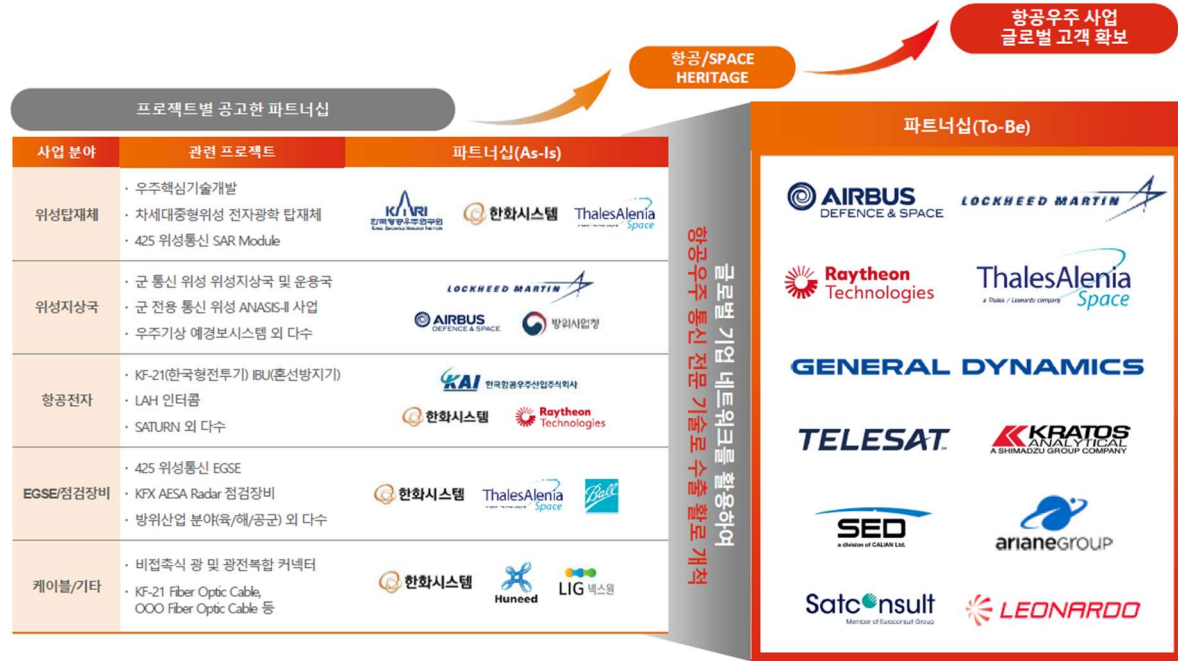 항공우주 사업
글로벌 고객 확보
항공/SPACE
HERITAGE
프로젝트별 공고한 파트너십
사업 분야 관련 프로젝트 파트너십(As-Is)
위성탑재체
· 우주핵심기술개발
· 차세대중형위성 전자광학 탑재체
· 425 위성통신 SAR Module
KARI
한국항공우주연구원
한화시스템
ThalesAlenia
Space
위성지상국
· 군 통신 위성 위성지상국 및 운용국
· 군 전용 통신 위성 ANASIS-II 사업
· 우주기상 예경보시스템 외 다수
LOCKHEED MARTIN
AIRBUS
DEFENCE & SPACE
방위사업청
항공전자
· KF-21(한국형전투기) IBU(혼선방지기)
· LAH 인터콤
· SATURN 외 다수
KAI 한국항공우주산업주식회사
한화시스템
Raytheon
Technologies
EGSE/점검장비
· 425 위성통신 EGSE
· KFX AESA Radar 점검장비
· 방위산업 분야(육/해/공군) 외 다수
한화시스템
ThalesAlenia
Space
Ball
케이블/기타
· 비접촉식 광 및 광전복합 커넥터
· KF-21 Fiber Optic Cable,
OOO Fiber Optic Cable 등
한화시스템
Huneed
LIG 넥스원
글로벌 기업 네트워크를 활용하여
항공우주 통신 전문 기술로 수출 활로 개척
파트너십(To-Be)
AIRBUS
DEFENCE & SPACE
LOCKHEED MARTIN
Raytheon
Technologies
ThalesAlenia
a Thales / Leonardo company Space
GENERAL DYNAMICS
TELESAT
KRATOS
ANALYTICAL
A SHIMADZU GROUP COMPANY
SED
a division of CALIAN Ltd.
arianeGROUP
Satconsult
Member of Euroconsult Group
LEONARDO